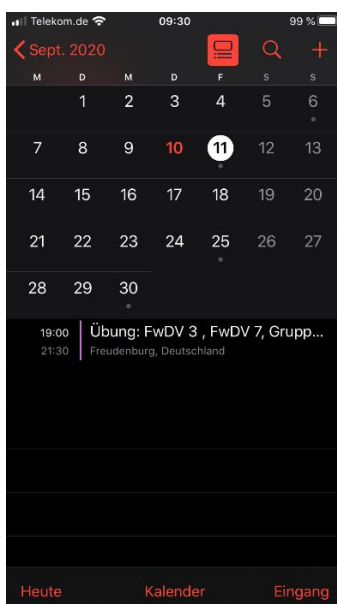 Telekom.de 09:30 99 %
Sept. 2020
M D M D F S S
1 2 3 4 5 6
7 8 9 10 11 12 13
14 15 16 17 18 19 20
21 22 23 24 25 26 27
28 29 30
19:00 Übung: FwDV 3 , FwDV 7, Grupp...
21:30 Freudenburg, Deutschland
Heute Kalender Eingang